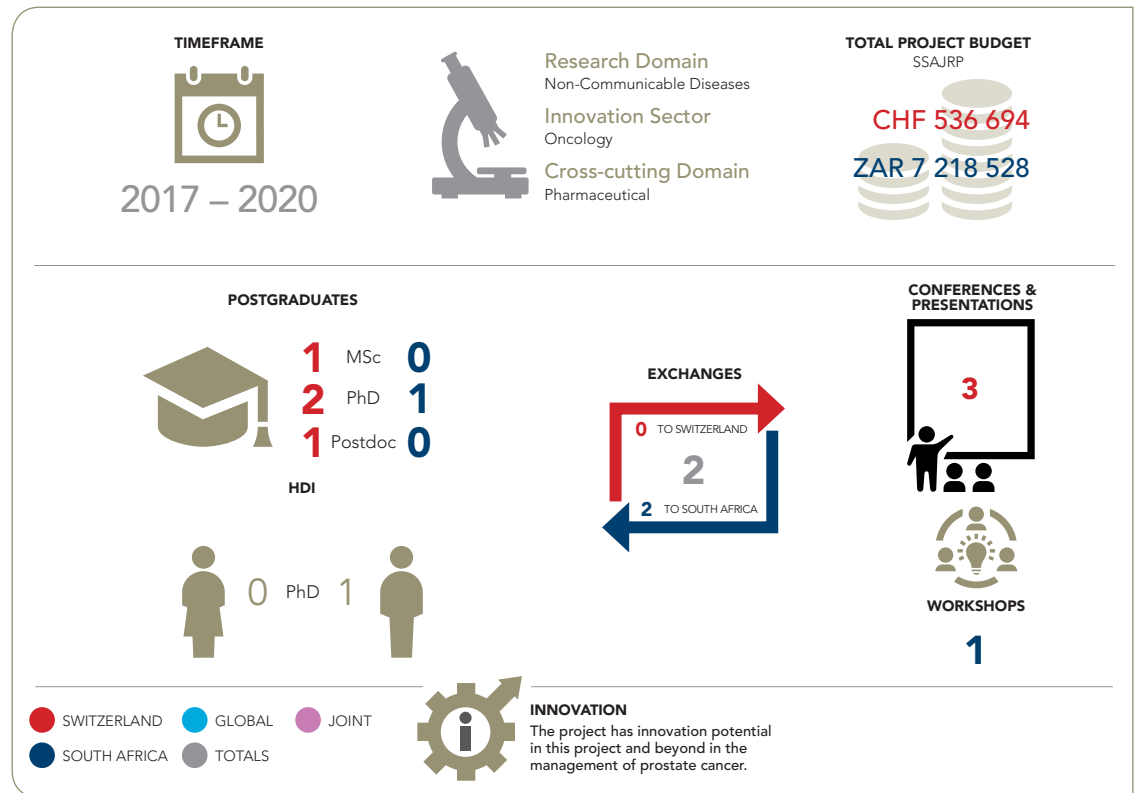 TIMEFRAME
2017 – 2020
Research Domain
Non-Communicable Diseases
Innovation Sector
Oncology
Cross-cutting Domain
Pharmaceutical
TOTAL PROJECT BUDGET
SSAJRP
CHF 536 694
ZAR 7 218 528
POSTGRADUATES
1 MSc 0
2 PhD 1
1 Postdoc 0
HDI
0 PhD 1
EXCHANGES
0 TO SWITZERLAND
2
2 TO SOUTH AFRICA
CONFERENCES &
PRESENTATIONS
3
WORKSHOPS
1
SWITZERLAND
GLOBAL
JOINT
SOUTH AFRICA
TOTALS
i
INNOVATION
The project has innovation potential
in this project and beyond in the
management of prostate cancer.